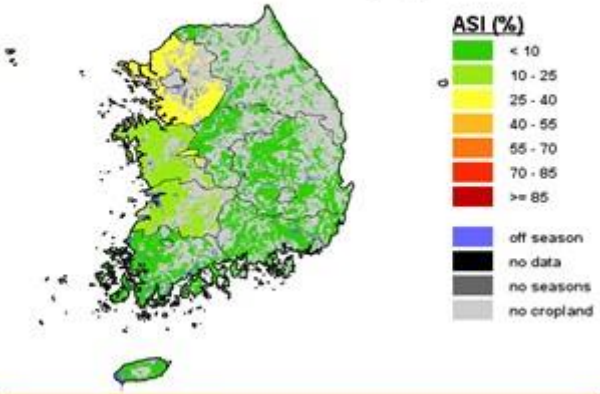 ASI (%)
< 10
10 - 25
25 - 40
40 - 55
55 - 70
70 - 85
>= 85
off season
no data
no seasons
no cropland